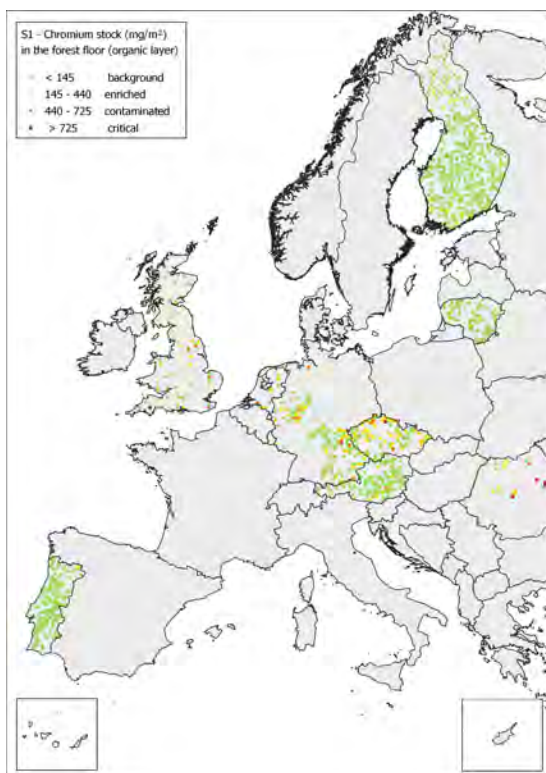 S1 - Chromium stock (mg/m²)
in the forest floor (organic layer)
< 145 background
145 - 440 enriched
440 - 725 contaminated
> 725 critical